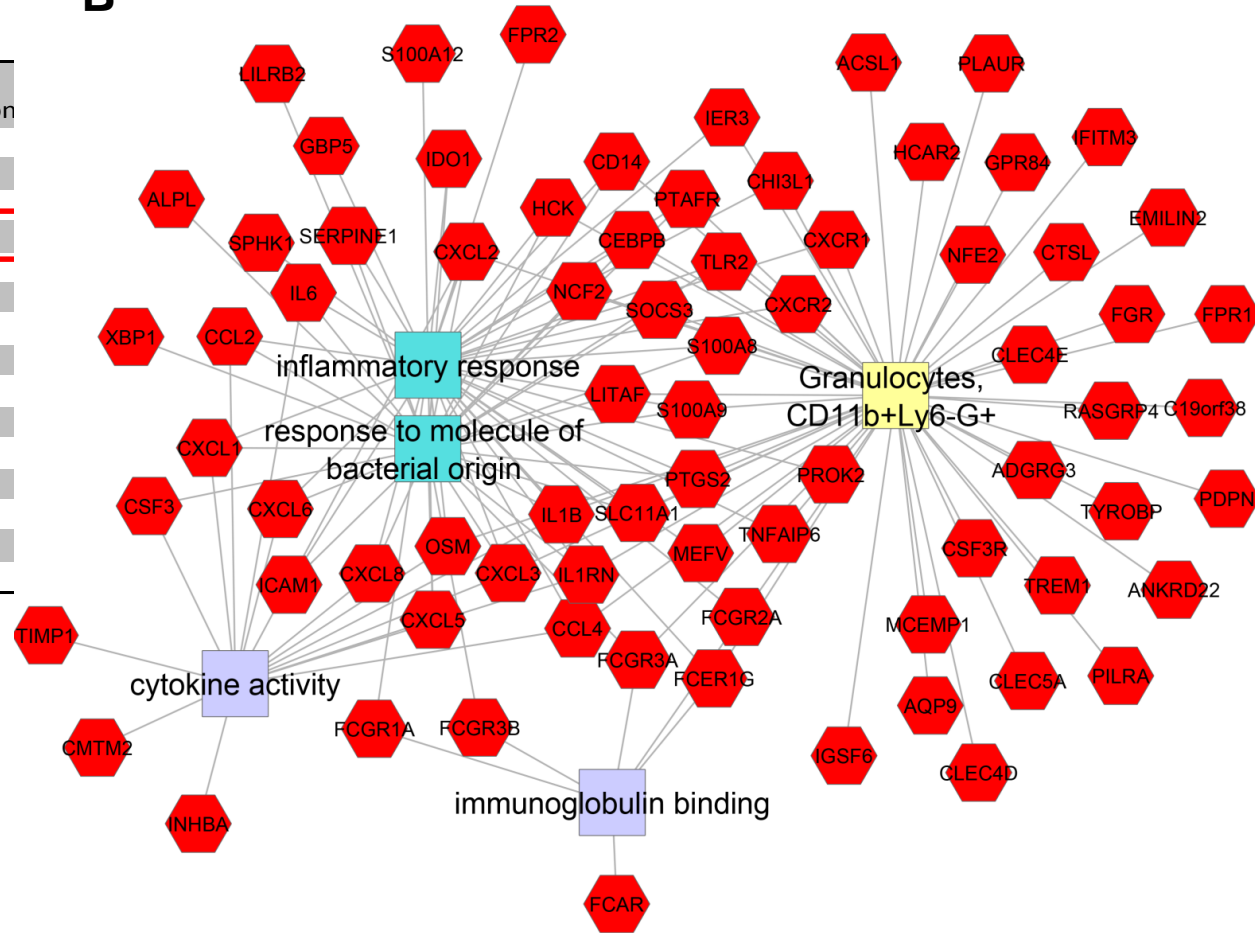 B
on
FPR2
S100A12
LILRB2
ACSL1
PLAUR
IER3
GBP5
IDO1
CD14
HCAR2
GPR84
IFITM3
CHI3L1
ALPL
HCK
PTAFR
EMILIN2
SPHK1
SERPINE1
CXCL2
CEBPB
CXCR1
TLR2
NFE2
CTSL
IL6
NCF2
SOCS3
CXCR2
FGR
FPR1
XBP1
CCL2
S100A8
CLEC4E
inflammatory response
Granulocytes,
CD11b+Ly6-G+
LITAF
S100A9
RASGRP4
C19orf38
response to molecule of
bacterial origin
CXCL1
PTGS2
PROK2
ADGRG3
CSF3
CXCL6
IL1B
SLC11A1
TYROBP
PDPN
OSM
MEFV
TNFAIP6
CSF3R
ICAM1
CXCL8
CXCL3
IL1RN
TREM1
ANKRD22
CXCL5
CCL4
FCGR2A
MCEMP1
TIMP1
FCGR3A
FCER1G
CLEC5A
PILRA
cytokine activity
AQP9
FCGR1A
FCGR3B
CMTM2
IGSF6
CLEC4D
immunoglobulin binding
INHBA
FCAR